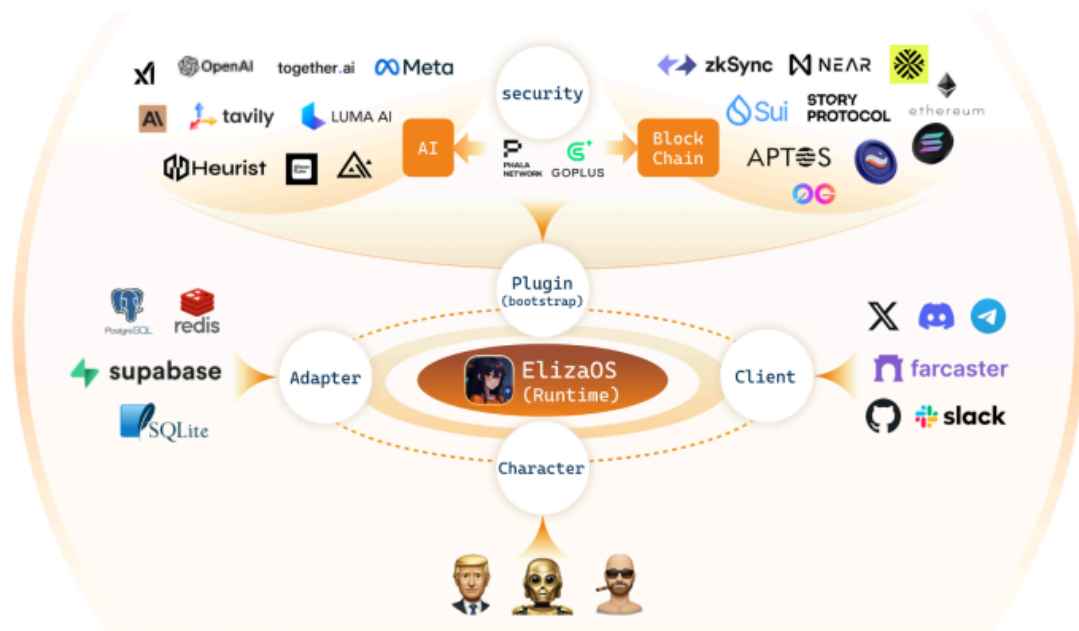 OpenAI
together.ai
Meta
security
zkSync
NEAR
AI
tavily
LUMA AI
AI
Block
Chain
Sui
STORY
PROTOCOL
ethereum
Heurist
PHALA
NETWORK
GOPLUS
APTOS
Plugin
(bootstrap)
PostgreSQL
redis
supabase
SQLite
Adapter
ElizaOS
(Runtime)
Client
farcaster
slack
Character